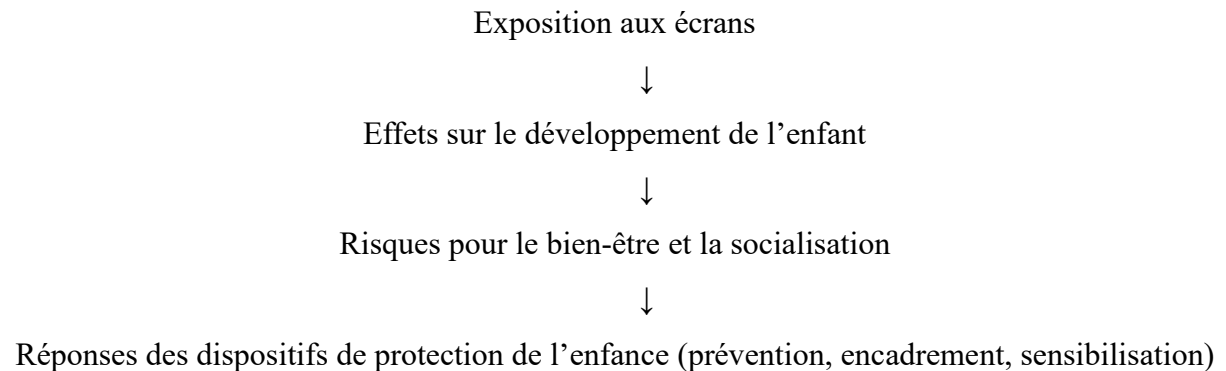 Exposition aux écrans
↓
Effets sur le développement de l’enfant
↓
Risques pour le bien-être et la socialisation
↓
Réponses des dispositifs de protection de l’enfance (prévention, encadrement, sensibilisation)